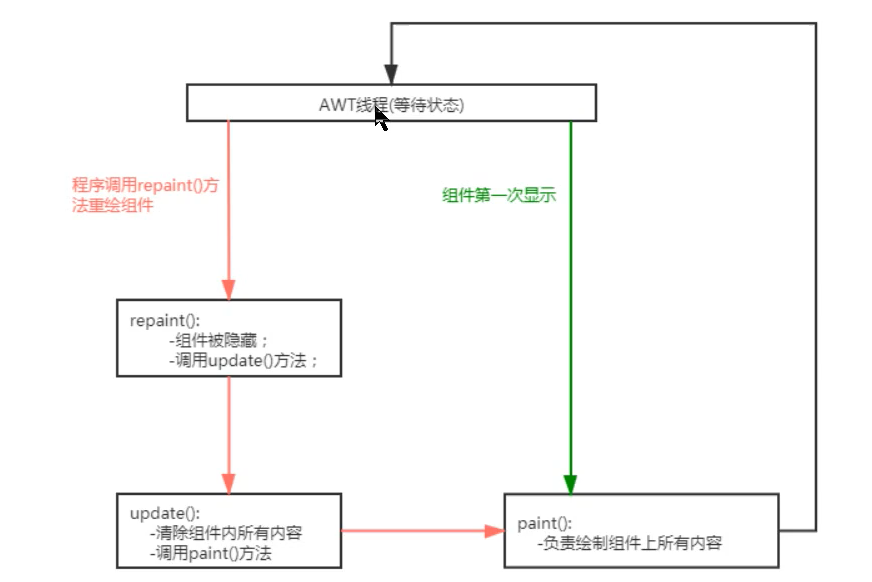 AWT线程(等待状态)
程序调用repaint()方
法重绘组件
组件第一次显示
repaint():
-组件被隐藏；
-调用update()方法；
update():
-清除组件内所有内容
-调用paint()方法
paint():
-负责绘制组件上所有内容